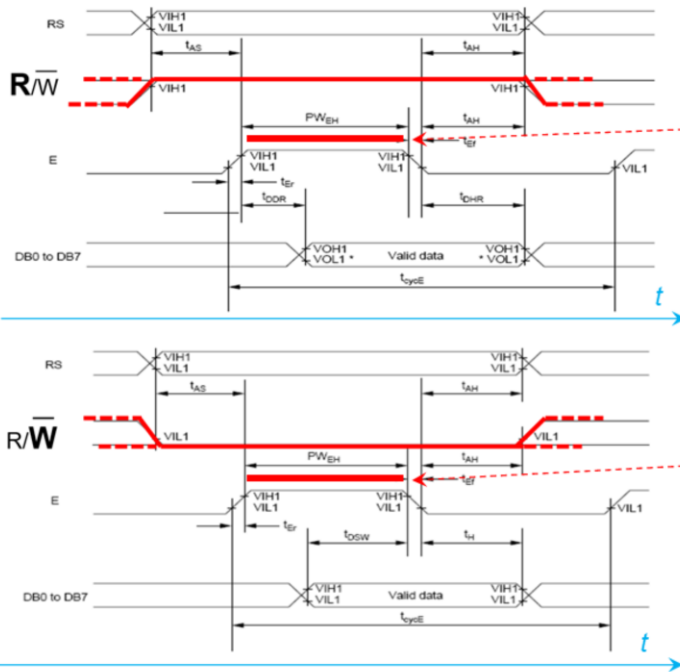 RS VIH1 VIH1
VIL1 VIL1
tAS tAH
R/W̅ VIH1 VIH1
PWEH tAH
tEf
E VIH1 VIH1
VIL1 VIL1 VIL1
tEr
tDDR tDHR
DB0 to DB7 VOH1 Valid data VOH1
VOL1 * * VOL1
tcycE
t
RS VIH1 VIH1
VIL1 VIL1
tAS tAH
R/W̅ VIL1 VIL1
PWEH tAH
tEf
E VIH1 VIH1
VIL1 VIL1 VIL1
tEr
tDSW tH
DB0 to DB7 VIH1 Valid data VIH1
VIL1 VIL1
tcycE
t